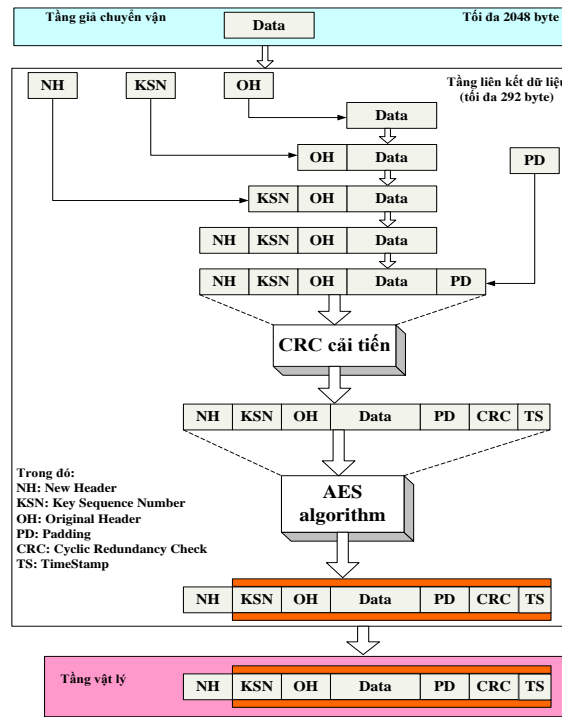 Tầng giả chuyển vận
Data
Tối đa 2048 byte
NH
KSN
OH
Tầng liên kết dữ liệu
(tối đa 292 byte)
Data
OH Data
PD
KSN OH Data
NH KSN OH Data
NH KSN OH Data PD
CRC cải tiến
NH KSN OH Data PD CRC TS
Trong đó:
NH: New Header
KSN: Key Sequence Number
OH: Original Header
PD: Padding
CRC: Cyclic Redundancy Check
TS: TimeStamp
AES
algorithm
NH KSN OH Data PD CRC TS
Tầng vật lý
NH KSN OH Data PD CRC TS